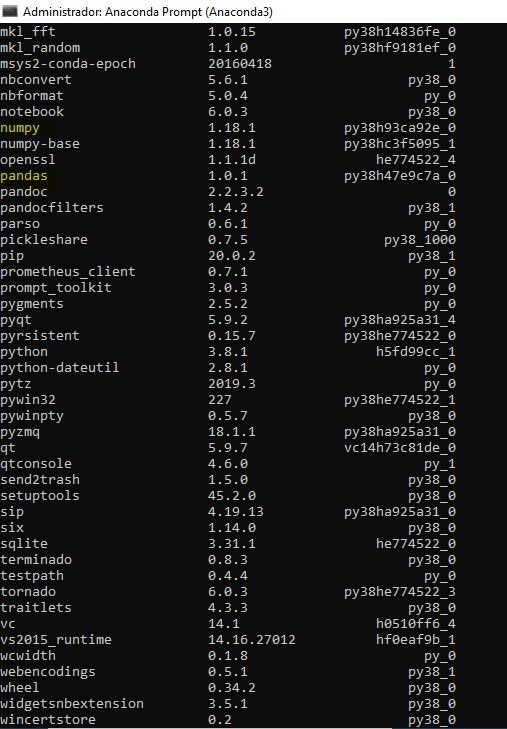 Administrador: Anaconda Prompt (Anaconda3)
mkl_fft 1.0.15 py38h14836fe_0
mkl_random 1.1.0 py38hf9181ef_0
msys2-conda-epoch 20160418 1
nbconvert 5.6.1 py38_0
nbformat 5.0.4 py_0
notebook 6.0.3 py38_0
numpy 1.18.1 py38h93ca92e_0
numpy-base 1.18.1 py38hc3f5095_1
openssl 1.1.1d he774522_4
pandas 1.0.1 py38h47e9c7a_0
pandoc 2.2.3.2 0
pandocfilters 1.4.2 py38_1
parso 0.6.1 py_0
pickleshare 0.7.5 py38_1000
pip 20.0.2 py38_1
prometheus_client 0.7.1 py_0
prompt_toolkit 3.0.3 py_0
pygments 2.5.2 py_0
pyqt 5.9.2 py38ha925a31_4
pyrsistent 0.15.7 py38he774522_0
python 3.8.1 h5fd99cc_1
python-dateutil 2.8.1 py_0
pytz 2019.3 py_0
pywin32 227 py38he774522_1
pywinpty 0.5.7 py38_0
pyzmq 18.1.1 py38ha925a31_0
qt 5.9.7 vc14h73c81de_0
qtconsole 4.6.0 py_1
send2trash 1.5.0 py38_0
setuptools 45.2.0 py38_0
sip 4.19.13 py38ha925a31_0
six 1.14.0 py38_0
sqlite 3.31.1 he774522_0
terminado 0.8.3 py38_0
testpath 0.4.4 py_0
tornado 6.0.3 py38he774522_3
traitlets 4.3.3 py38_0
vc 14.1 h0510ff6_4
vs2015_runtime 14.16.27012 hf0eaf9b_1
wcwidth 0.1.8 py_0
webencodings 0.5.1 py38_1
wheel 0.34.2 py38_0
widgetsnbextension 3.5.1 py38_0
wincertstore 0.2 py38_0